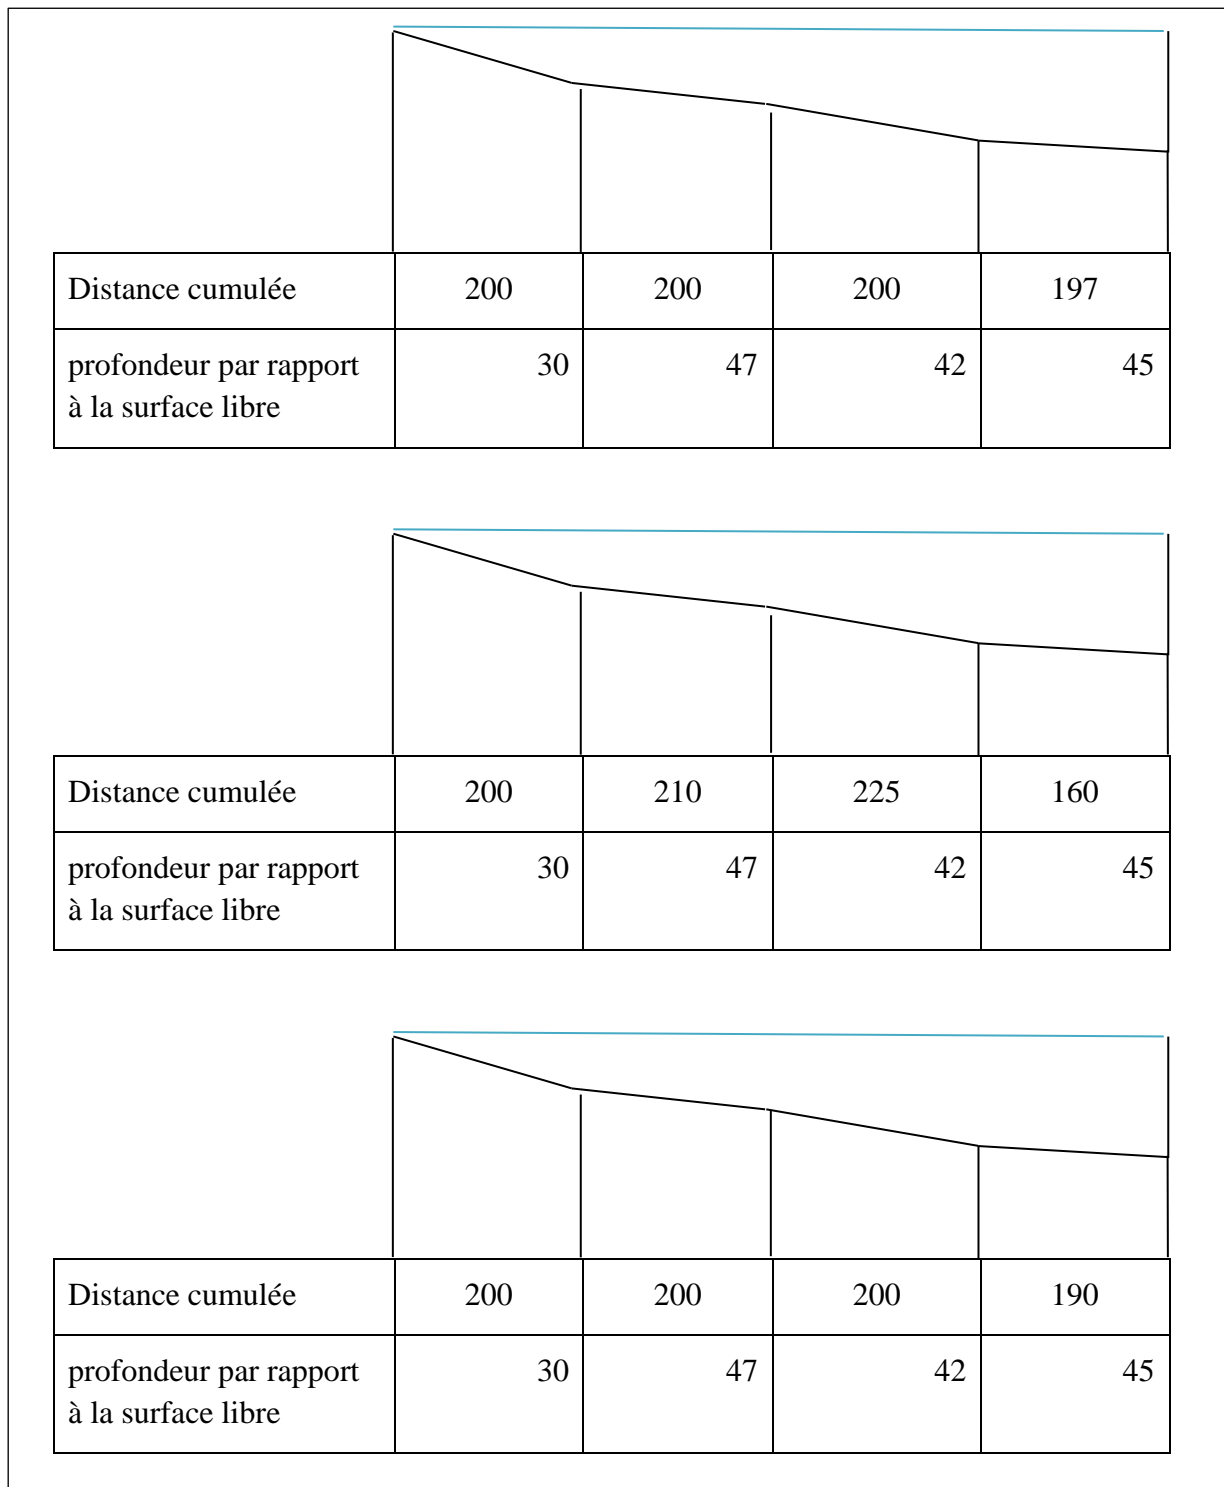 Distance cumulée 200 200 200 197
profondeur par rapport 30 47 42 45
à la surface libre
Distance cumulée 200 210 225 160
profondeur par rapport 30 47 42 45
à la surface libre
Distance cumulée 200 200 200 190
profondeur par rapport 30 47 42 45
à la surface libre